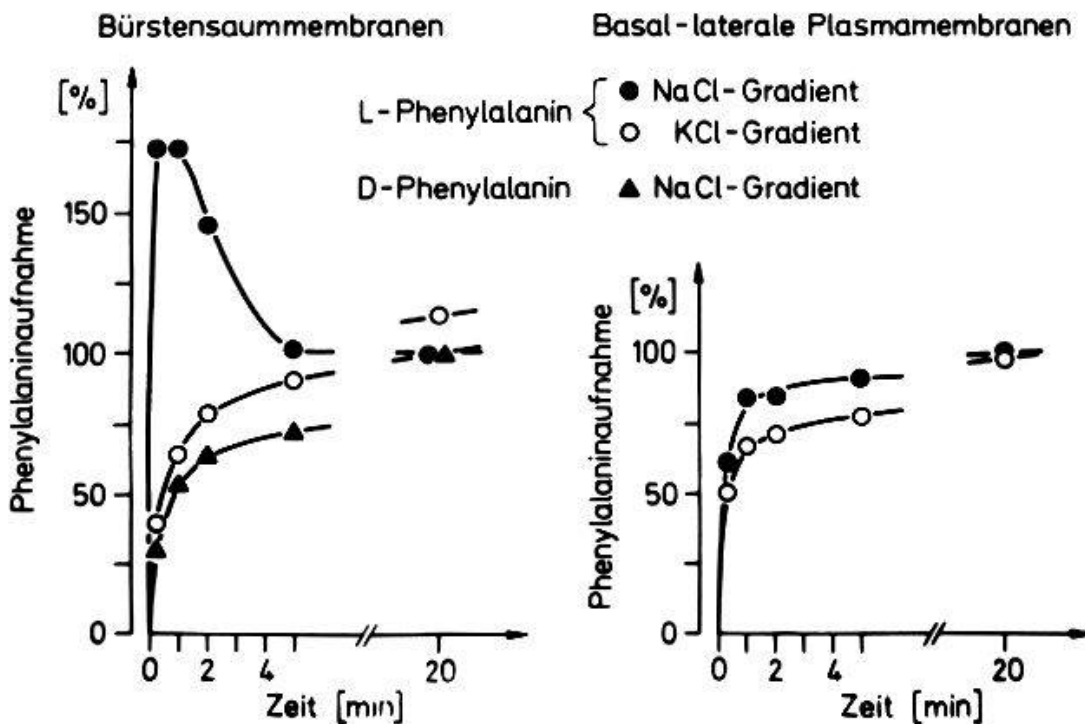 Bürstensaummembranen
Basal-laterale Plasmamembranen
L-Phenylalanin
● NaCl-Gradient
○ KCl-Gradient
D-Phenylalanin ▲ NaCl-Gradient
[%]
Phenylalaninaufnahme
150
100
50
0
0 2 4 20
Zeit [min]
[%]
Phenylalaninaufnahme
100
50
0
0 2 4 20
Zeit [min]